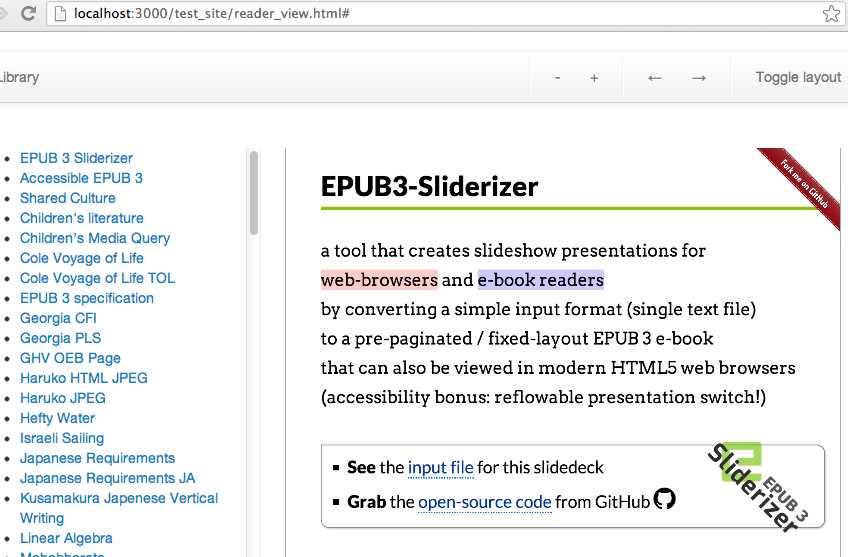 localhost:3000/test_site/reader_view.html#
Library
- + ← → Toggle layout
EPUB 3 Sliderizer
Accessible EPUB 3
Shared Culture
Children's literature
Children's Media Query
Cole Voyage of Life
Cole Voyage of Life TOL
EPUB 3 specification
Georgia CFI
Georgia PLS
GHV OEB Page
Haruko HTML JPEG
Haruko JPEG
Hefty Water
Israeli Sailing
Japanese Requirements
Japanese Requirements JA
Kusamakura Japenese Vertical
Writing
Linear Algebra
Fork me on GitHub
EPUB3-Sliderizer
a tool that creates slideshow presentations for
web-browsers and e-book readers
by converting a simple input format (single text file)
to a pre-paginated / fixed-layout EPUB 3 e-book
that can also be viewed in modern HTML5 web browsers
(accessibility bonus: reflowable presentation switch!)
See the input file for this slidedeck
Grab the open-source code from GitHub
EPUB 3
Sliderizer